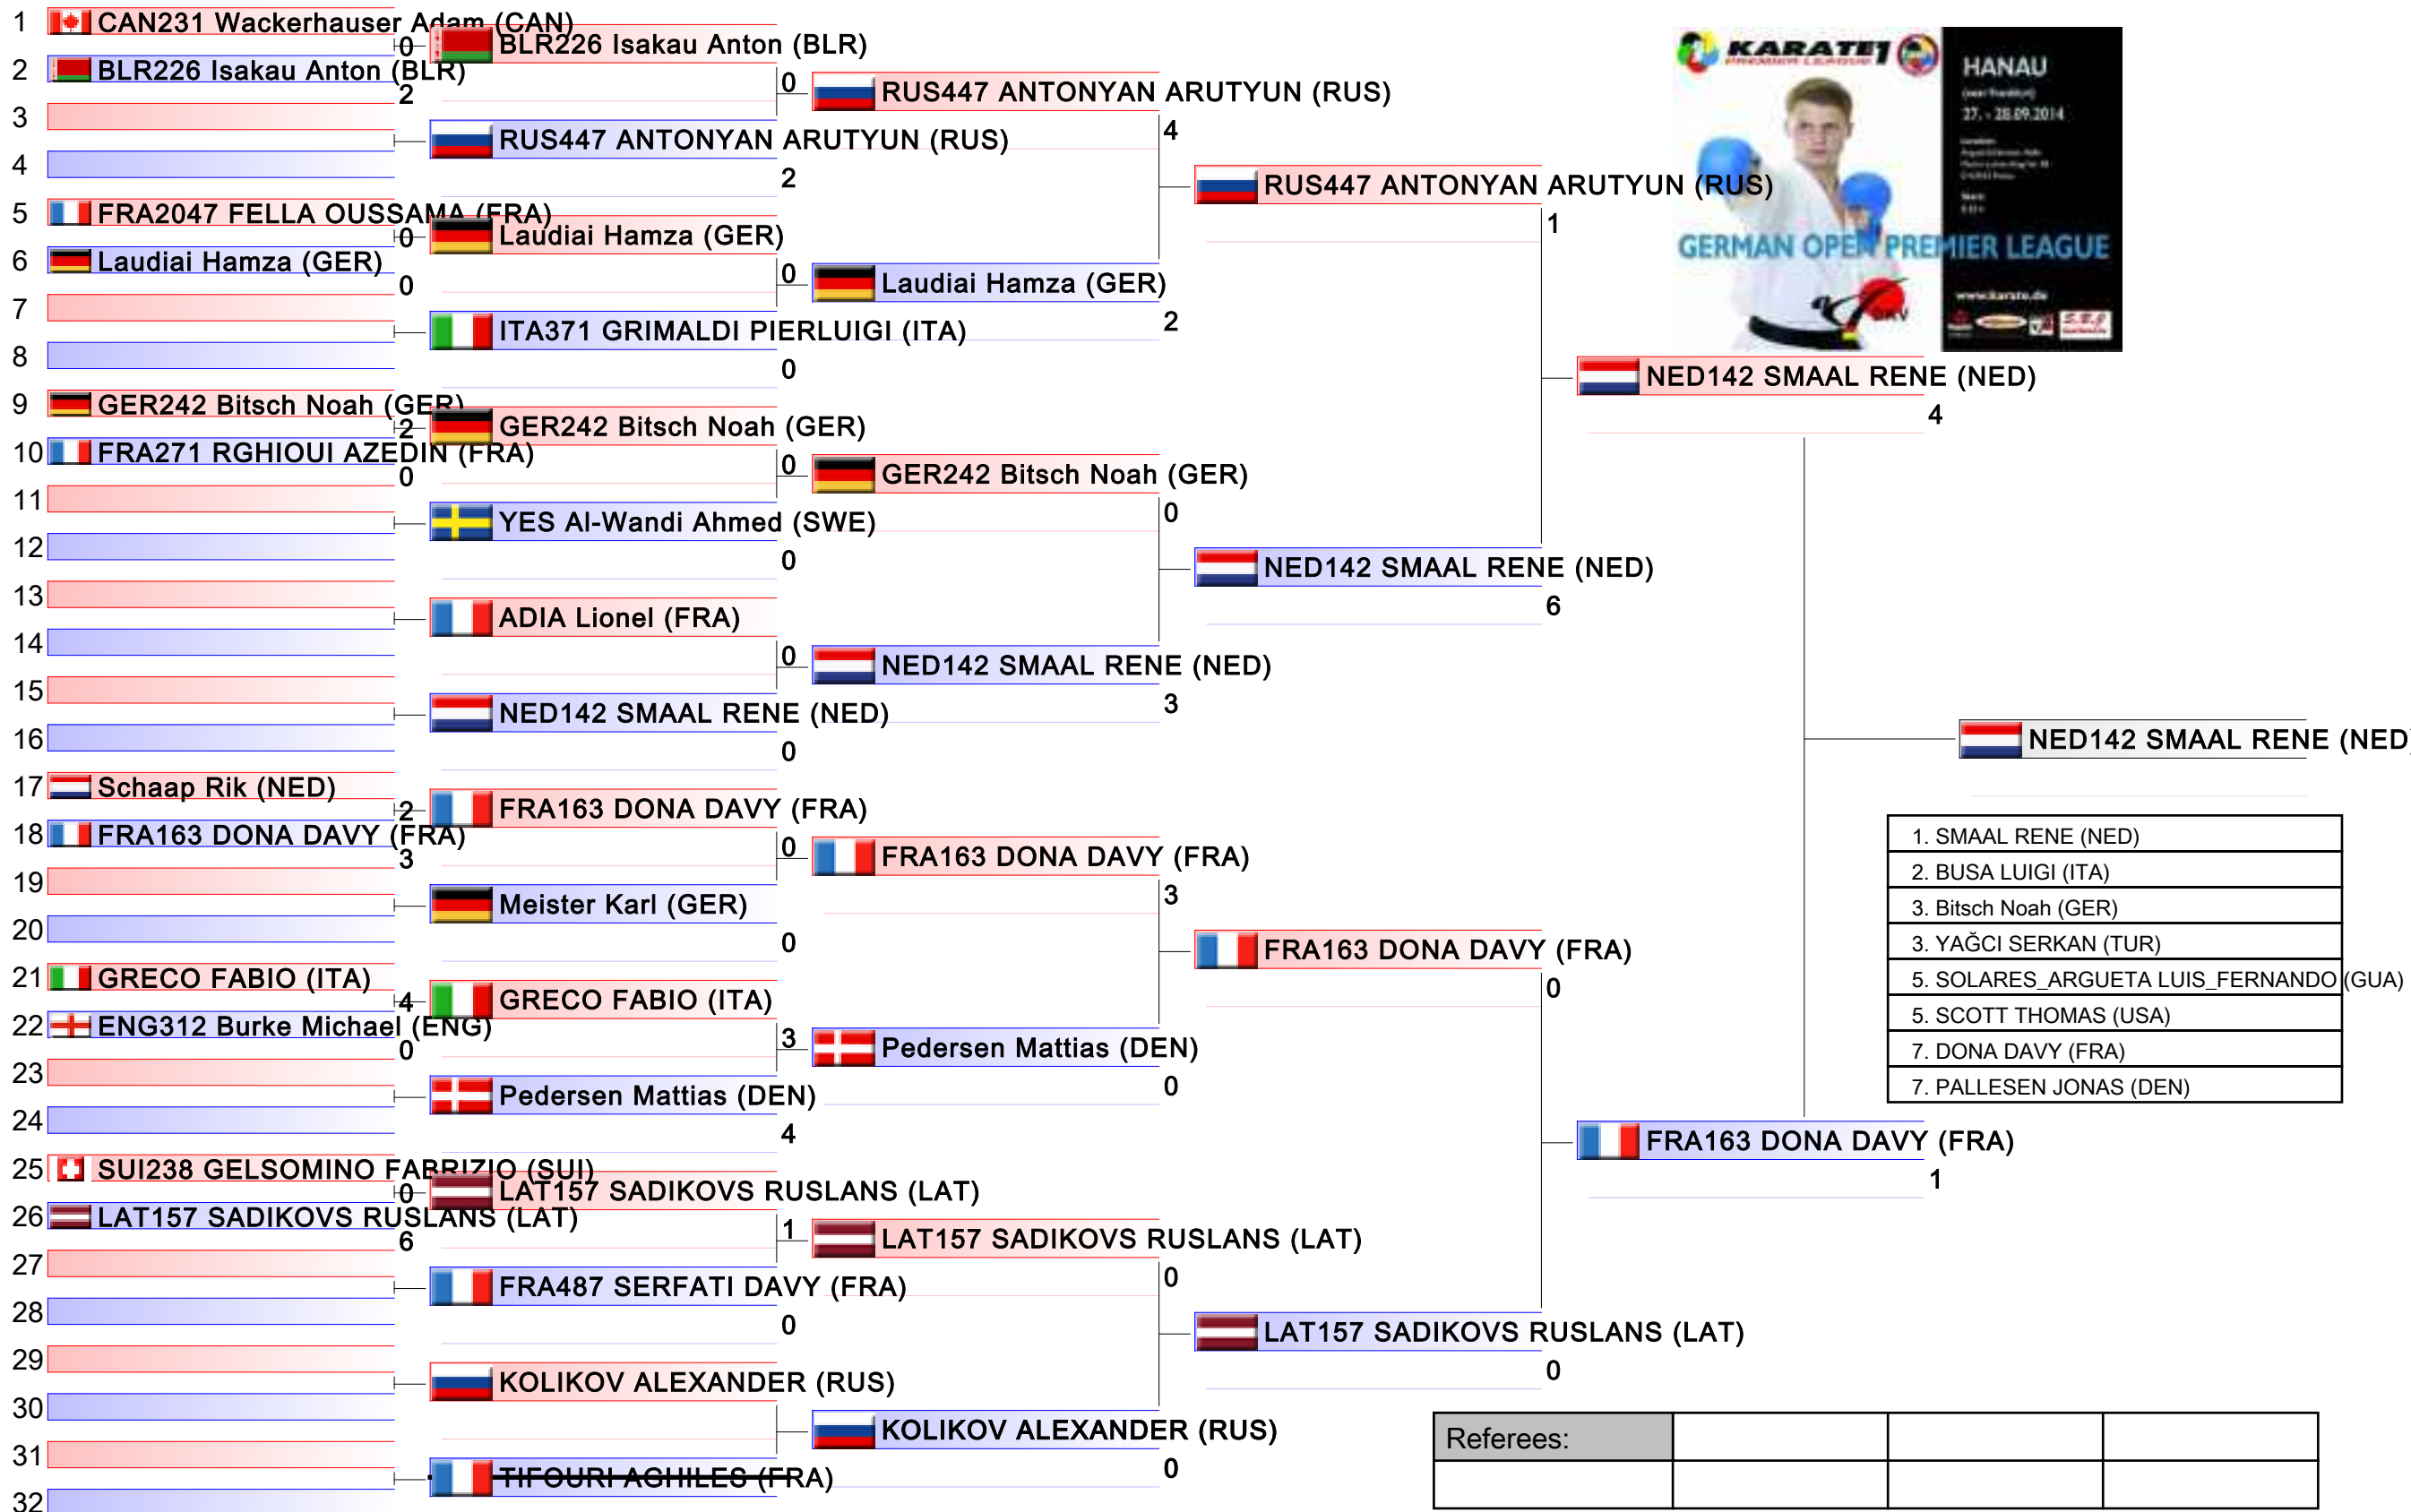 1 CAN231 Wackerhauser Adam (CAN)
0
2 BLR226 Isakau Anton (BLR)
2
3
4
5 FRA2047 FELLA OUSSAMA (FRA)
0
6 Laudiai Hamza (GER)
0
7
8
9 GER242 Bitsch Noah (GER)
2
10 FRA271 RGHIOUI AZEDIN (FRA)
0
11
12
13
14
15
16
17 Schaap Rik (NED)
2
18 FRA163 DONA DAVY (FRA)
3
19
20
21 GRECO FABIO (ITA)
4
22 ENG312 Burke Michael (ENG)
0
23
24
25 SUI238 GELSOMINO FABRIZIO (SUI)
0
26 LAT157 SADIKOVS RUSLANS (LAT)
6
27
28
29
30
31
32
BLR226 Isakau Anton (BLR)
0
RUS447 ANTONYAN ARUTYUN (RUS)
2
Laudiai Hamza (GER)
0
ITA371 GRIMALDI PIERLUIGI (ITA)
0
GER242 Bitsch Noah (GER)
0
YES Al-Wandi Ahmed (SWE)
0
ADIA Lionel (FRA)
0
NED142 SMAAL RENE (NED)
0
FRA163 DONA DAVY (FRA)
0
Meister Karl (GER)
0
GRECO FABIO (ITA)
3
Pedersen Mattias (DEN)
4
LAT157 SADIKOVS RUSLANS (LAT)
1
FRA487 SERFATI DAVY (FRA)
0
KOLIKOV ALEXANDER (RUS)
TIFOURI AGHILES (FRA)
RUS447 ANTONYAN ARUTYUN (RUS)
4
Laudiai Hamza (GER)
2
GER242 Bitsch Noah (GER)
0
NED142 SMAAL RENE (NED)
3
FRA163 DONA DAVY (FRA)
3
Pedersen Mattias (DEN)
0
LAT157 SADIKOVS RUSLANS (LAT)
0
KOLIKOV ALEXANDER (RUS)
0
RUS447 ANTONYAN ARUTYUN (RUS)
1
NED142 SMAAL RENE (NED)
6
FRA163 DONA DAVY (FRA)
0
LAT157 SADIKOVS RUSLANS (LAT)
0
NED142 SMAAL RENE (NED)
4
FRA163 DONA DAVY (FRA)
1
NED142 SMAAL RENE (NED)
KARATE1
PREMIER LEAGUE
HANAU
(near Frankfurt)
27. - 28.09.2014
GERMAN OPEN PREMIER LEAGUE
www.karate.de
1. SMAAL RENE (NED)
2. BUSA LUIGI (ITA)
3. Bitsch Noah (GER)
3. YAĞCI SERKAN (TUR)
5. SOLARES_ARGUETA LUIS_FERNANDO (GUA)
5. SCOTT THOMAS (USA)
7. DONA DAVY (FRA)
7. PALLESEN JONAS (DEN)
Referees: